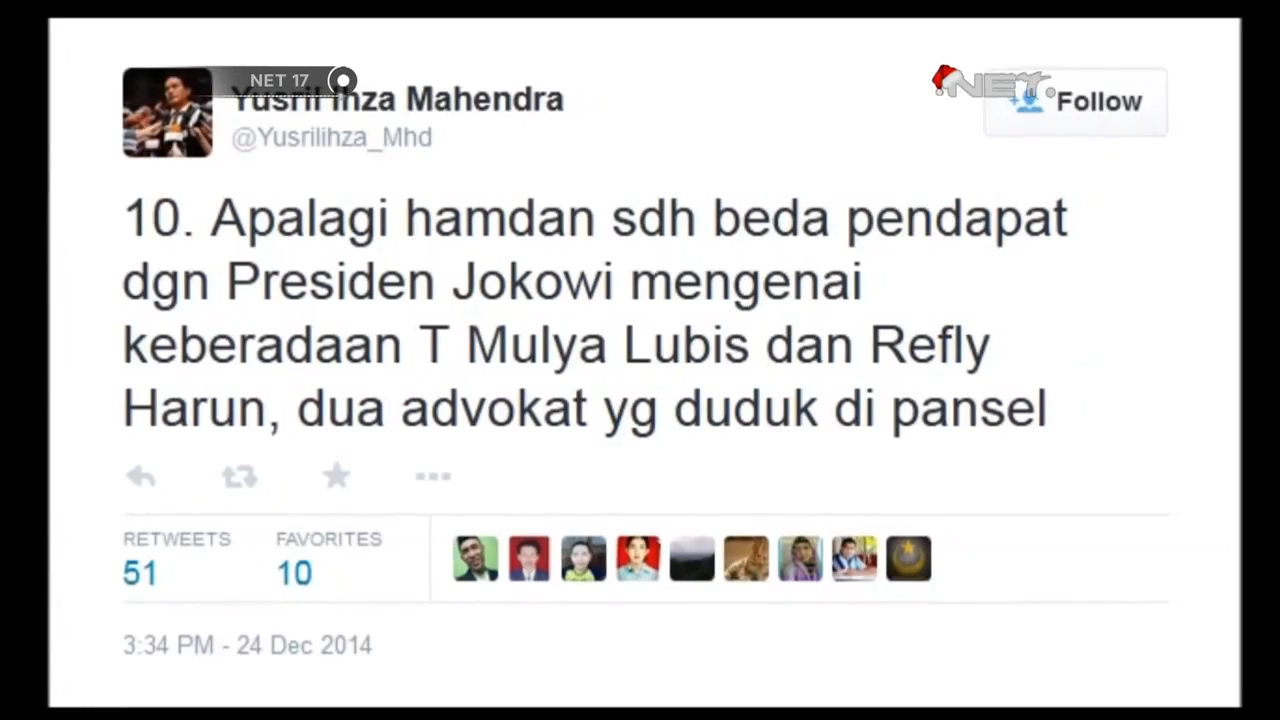 NET 17
NET.
Yusril Ihza Mahendra
@Yusrilihza_Mhd
Follow
10. Apalagi hamdan sdh beda pendapat
dgn Presiden Jokowi mengenai
keberadaan T Mulya Lubis dan Refly
Harun, dua advokat yg duduk di pansel
RETWEETS FAVORITES
51 10
3:34 PM - 24 Dec 2014